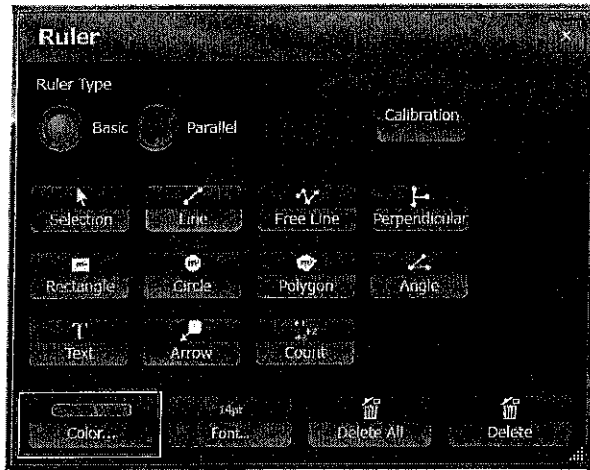 Ruler
Ruler Type
Basic Parallel Calibration
Selection Line Free Line Perpendicular
Rectangle Circle Polygon Angle
T
Text Arrow Count
14pt
Color... Font... Delete All Delete